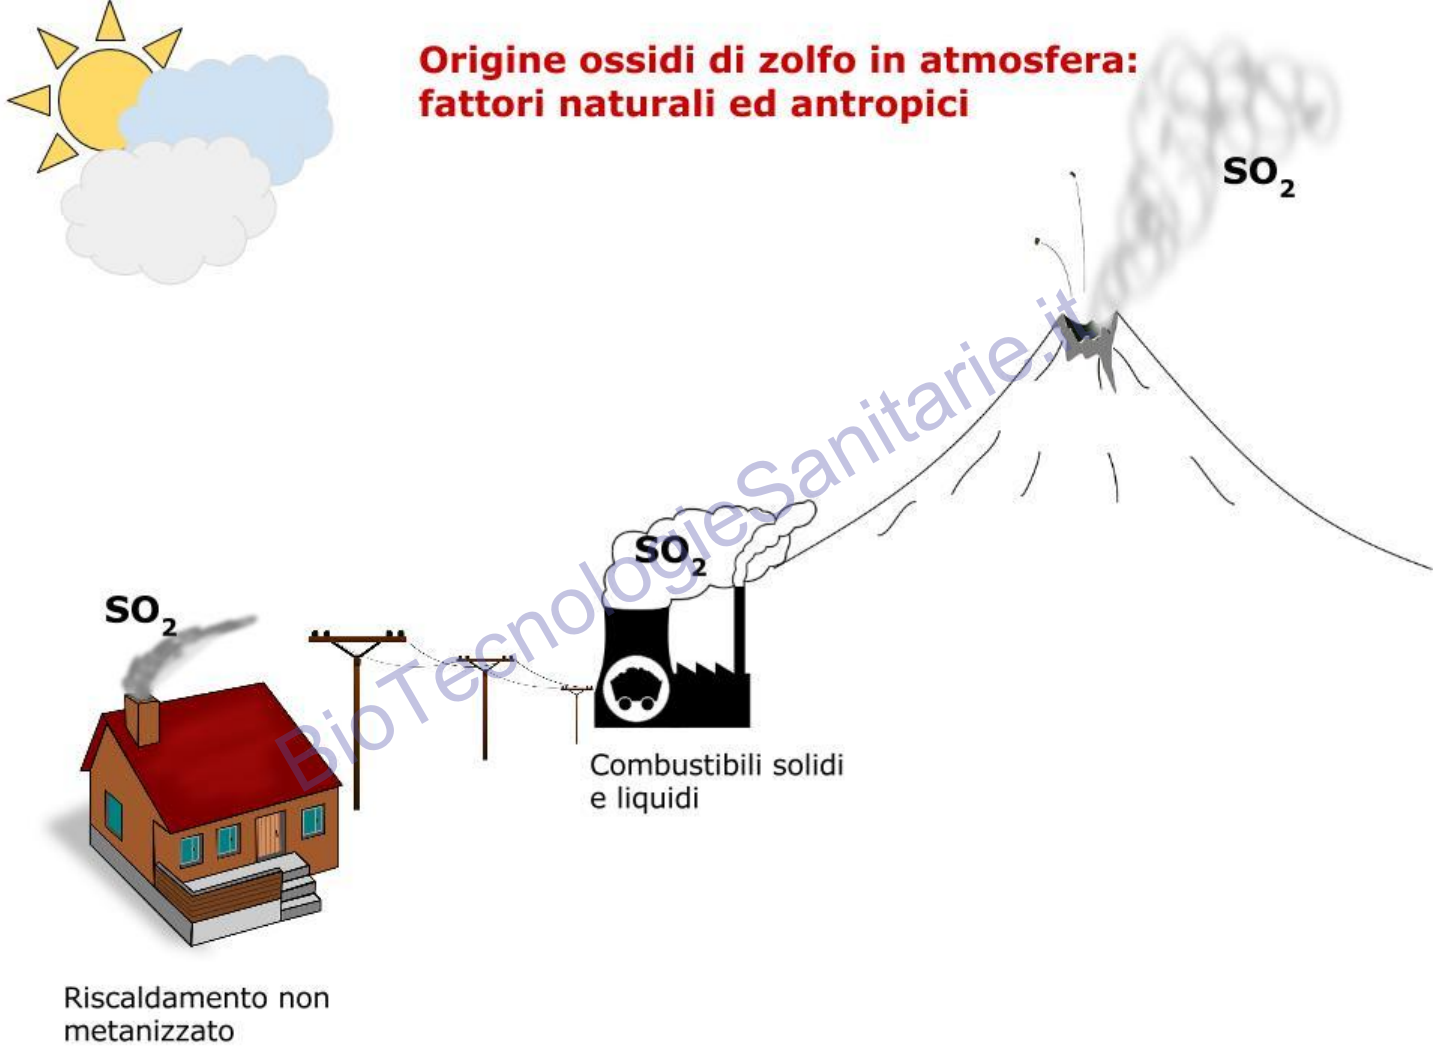 Origine ossidi di zolfo in atmosfera:
fattori naturali ed antropici
SO₂
SO₂
SO₂
BioTecnologieSanitarie.it
Combustibili solidi
e liquidi
Riscaldamento non
metanizzato